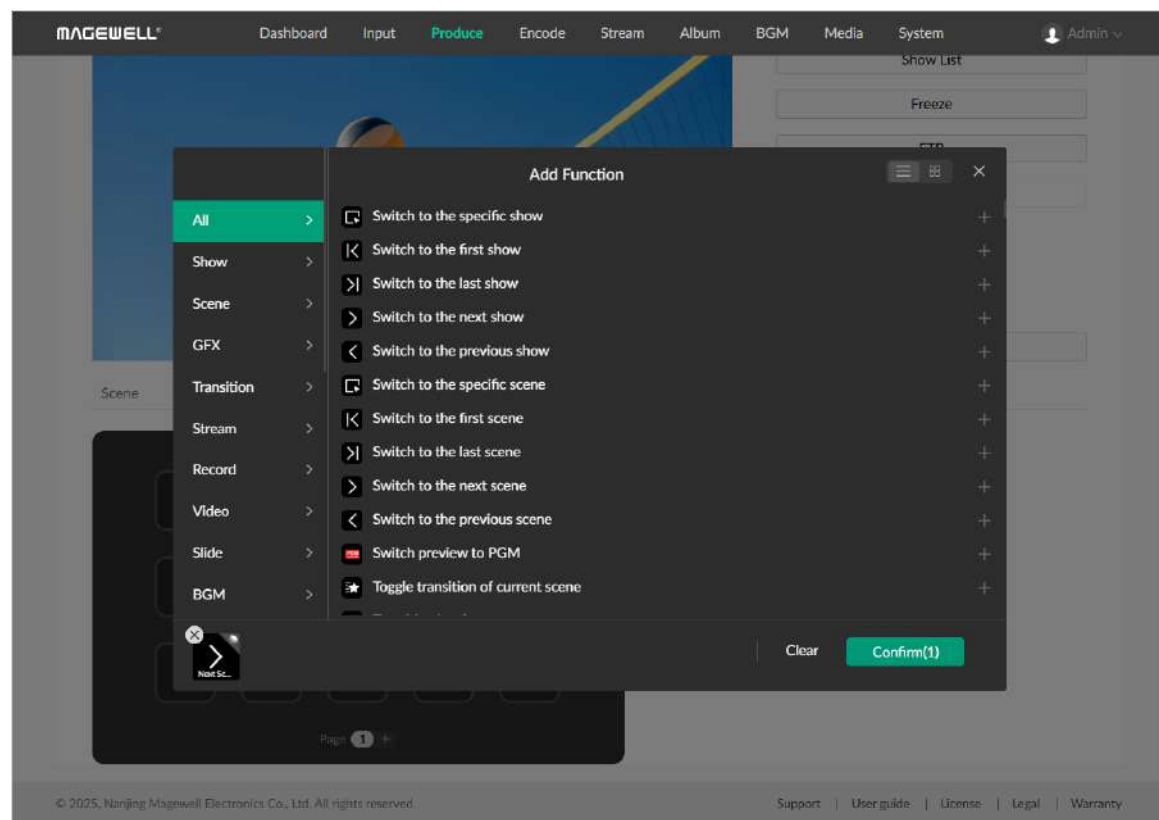 MAGEWELL®
Dashboard Input Produce Encode Stream Album BGM Media System Admin
Show List
Freeze
FTB
Add Function
All
Show
Scene
GFX
Transition
Stream
Record
Video
Slide
BGM
Switch to the specific show
Switch to the first show
Switch to the last show
Switch to the next show
Switch to the previous show
Switch to the specific scene
Switch to the first scene
Switch to the last scene
Switch to the next scene
Switch to the previous scene
Switch preview to PGM
Toggle transition of current scene
Scene
Next Sc...
Clear
Confirm(1)
Page 1 +
© 2025, Nanjing Magewell Electronics Co., Ltd. All rights reserved.
Support | User guide | License | Legal | Warranty